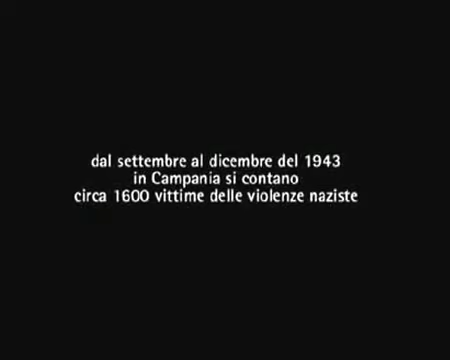 dal settembre al dicembre del 1943
in Campania si contano
circa 1600 vittime delle violenze naziste